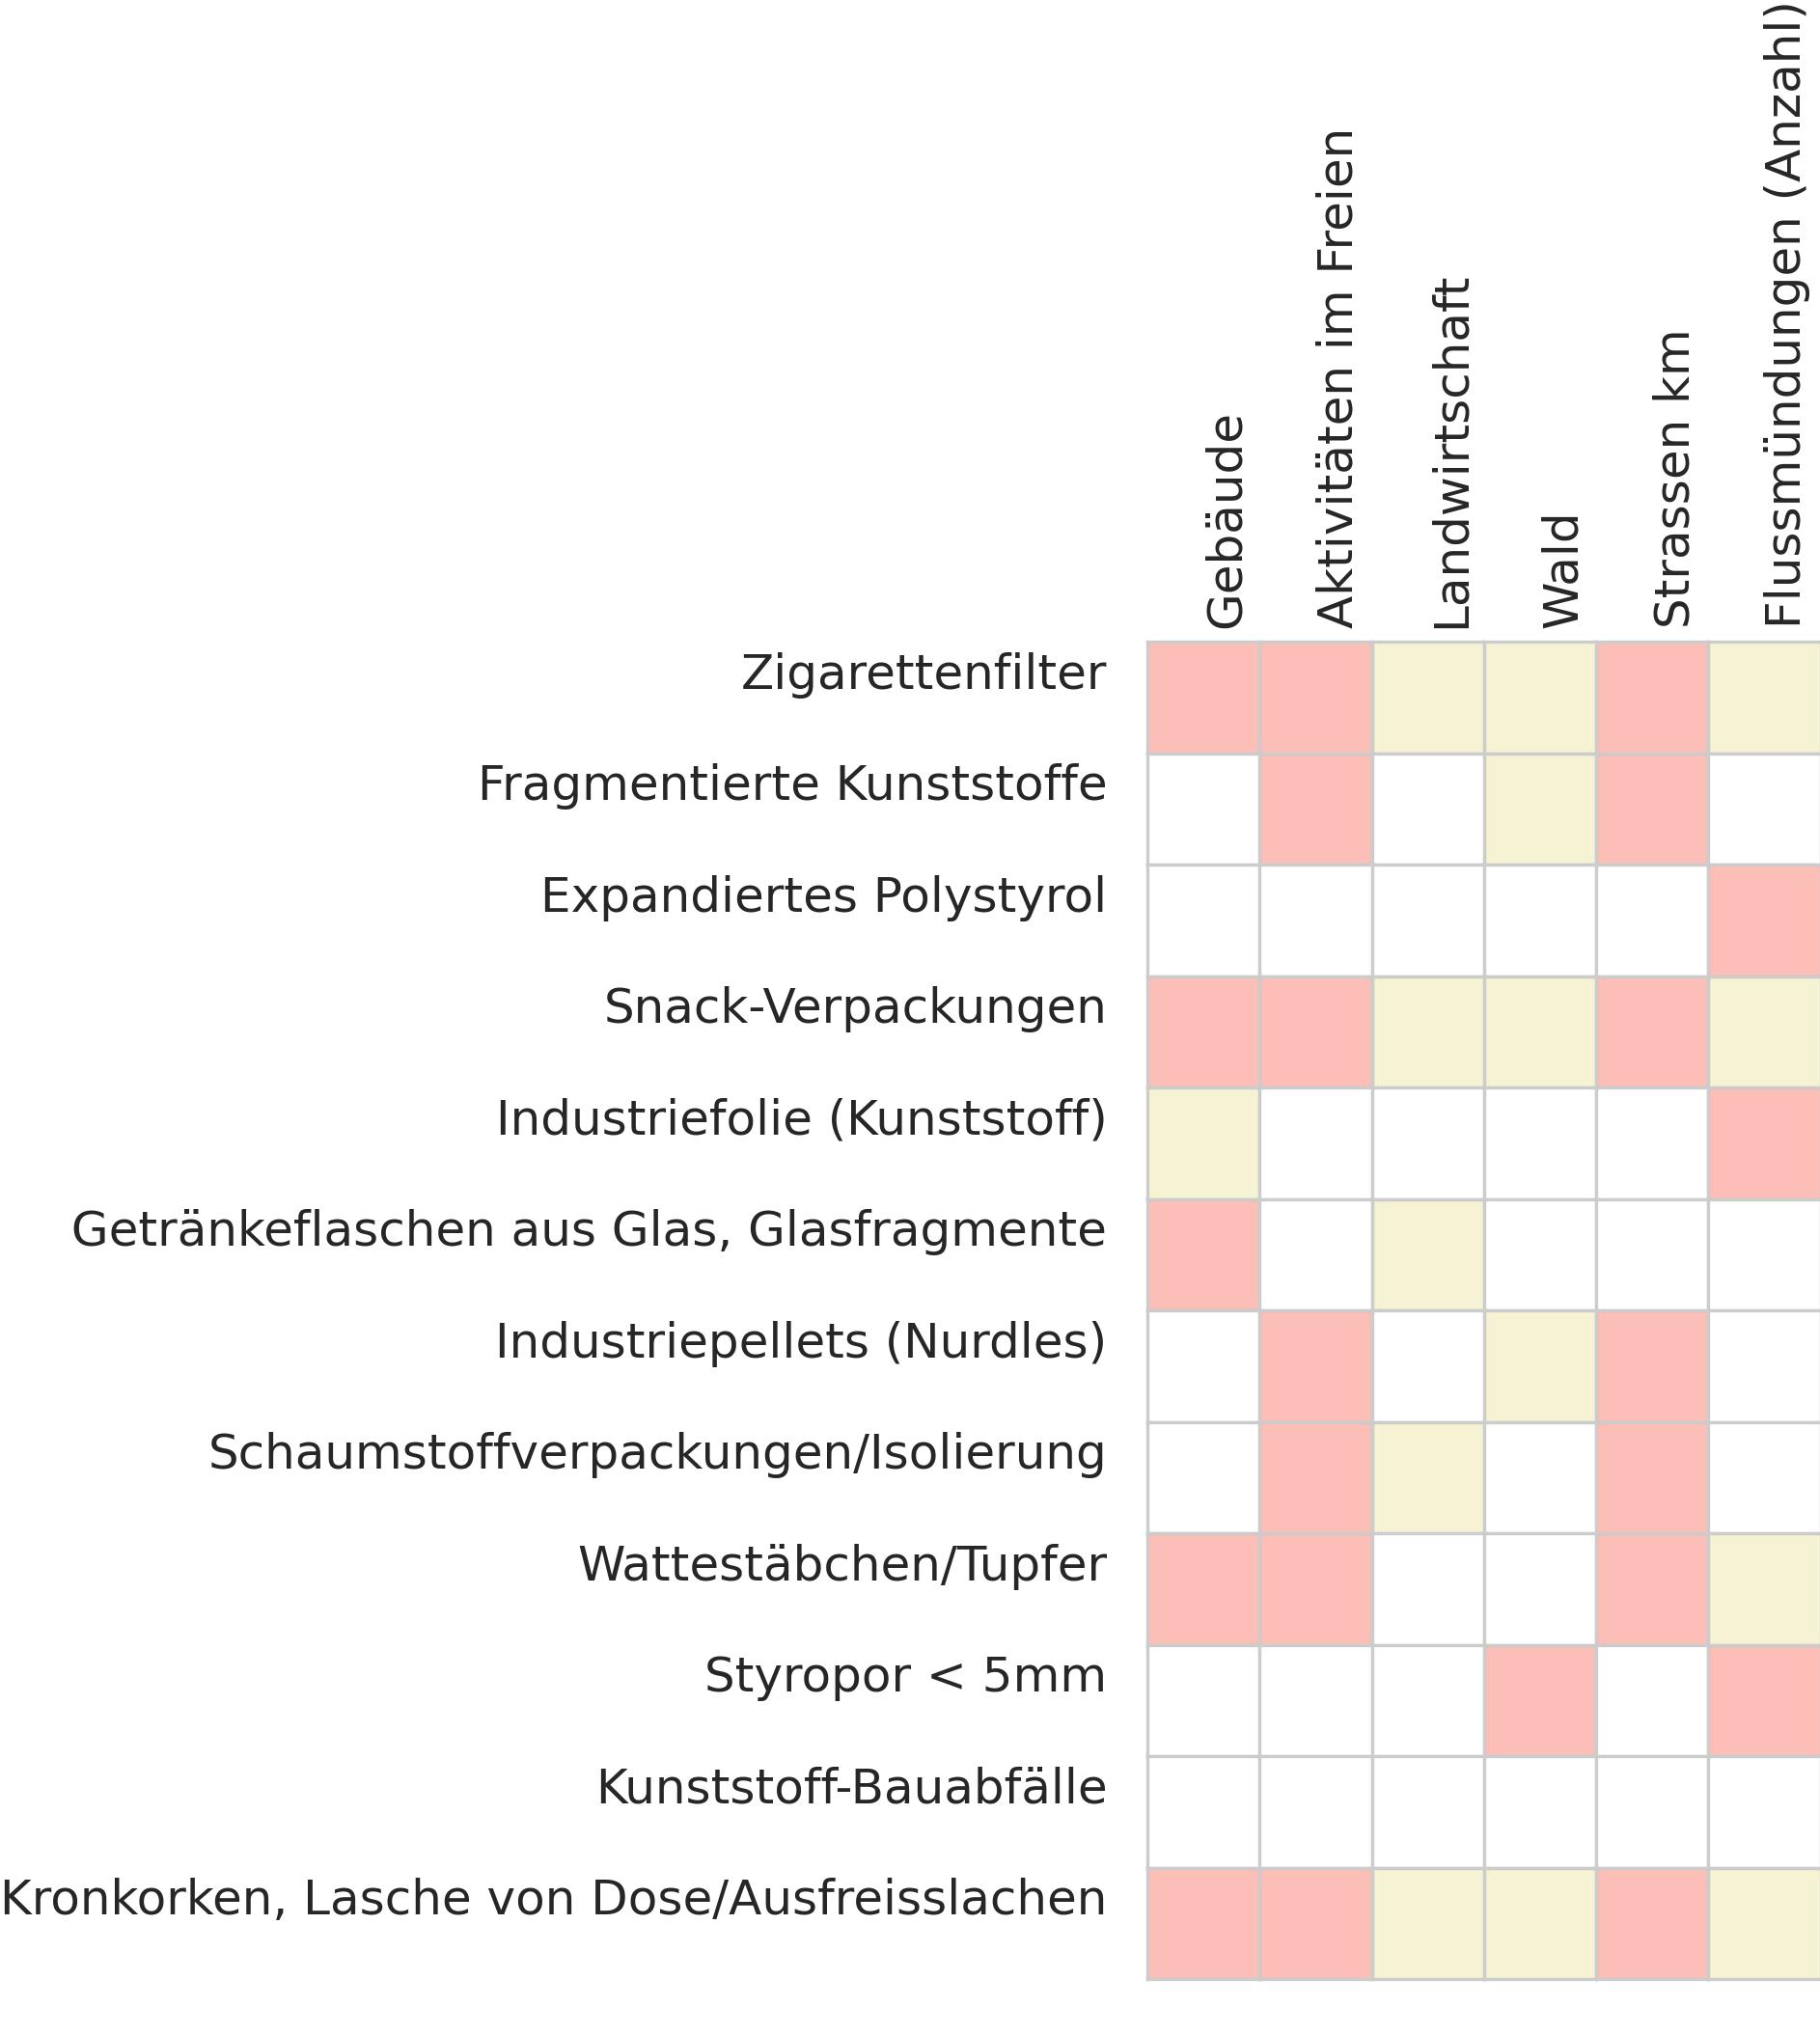 Gebäude
Aktivitäten im Freien
Landwirtschaft
Wald
Strassen km
Flussmündungen (Anzahl)
Zigarettenfilter
Fragmentierte Kunststoffe
Expandiertes Polystyrol
Snack-Verpackungen
Industriefolie (Kunststoff)
Getränkeflaschen aus Glas, Glasfragmente
Industriepellets (Nurdles)
Schaumstoffverpackungen/Isolierung
Wattestäbchen/Tupfer
Styropor < 5mm
Kunststoff-Bauabfälle
Kronkorken, Lasche von Dose/Ausfreisslachen